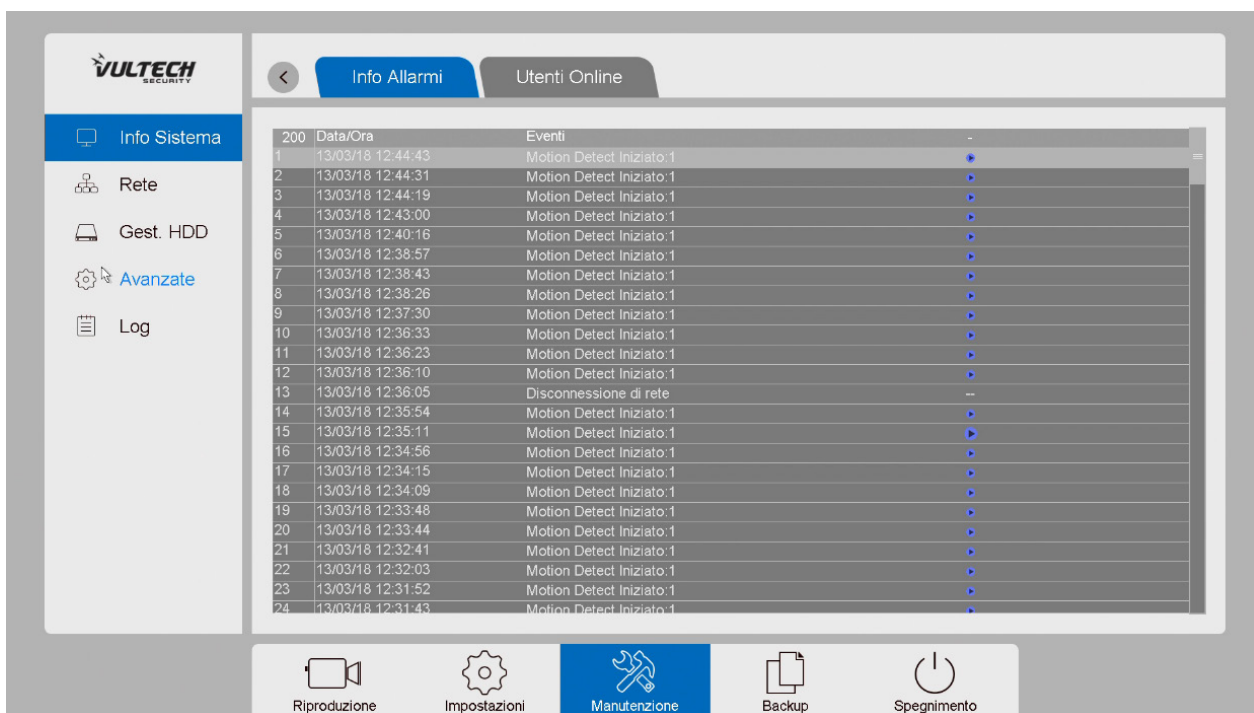 VULTECH
SECURITY
Info Allarmi
Utenti Online
Info Sistema
Rete
Gest. HDD
Avanzate
Log
200 Data/Ora Eventi -
1 13/03/18 12:44:43 Motion Detect Iniziato:1
2 13/03/18 12:44:31 Motion Detect Iniziato:1
3 13/03/18 12:44:19 Motion Detect Iniziato:1
4 13/03/18 12:43:00 Motion Detect Iniziato:1
5 13/03/18 12:40:16 Motion Detect Iniziato:1
6 13/03/18 12:38:57 Motion Detect Iniziato:1
7 13/03/18 12:38:43 Motion Detect Iniziato:1
8 13/03/18 12:38:26 Motion Detect Iniziato:1
9 13/03/18 12:37:30 Motion Detect Iniziato:1
10 13/03/18 12:36:33 Motion Detect Iniziato:1
11 13/03/18 12:36:23 Motion Detect Iniziato:1
12 13/03/18 12:36:10 Motion Detect Iniziato:1
13 13/03/18 12:36:05 Disconnessione di rete --
14 13/03/18 12:35:54 Motion Detect Iniziato:1
15 13/03/18 12:35:11 Motion Detect Iniziato:1
16 13/03/18 12:34:56 Motion Detect Iniziato:1
17 13/03/18 12:34:15 Motion Detect Iniziato:1
18 13/03/18 12:34:09 Motion Detect Iniziato:1
19 13/03/18 12:33:48 Motion Detect Iniziato:1
20 13/03/18 12:33:44 Motion Detect Iniziato:1
21 13/03/18 12:32:41 Motion Detect Iniziato:1
22 13/03/18 12:32:03 Motion Detect Iniziato:1
23 13/03/18 12:31:52 Motion Detect Iniziato:1
24 13/03/18 12:31:43 Motion Detect Iniziato:1
Riproduzione
Impostazioni
Manutenzione
Backup
Spegnimento